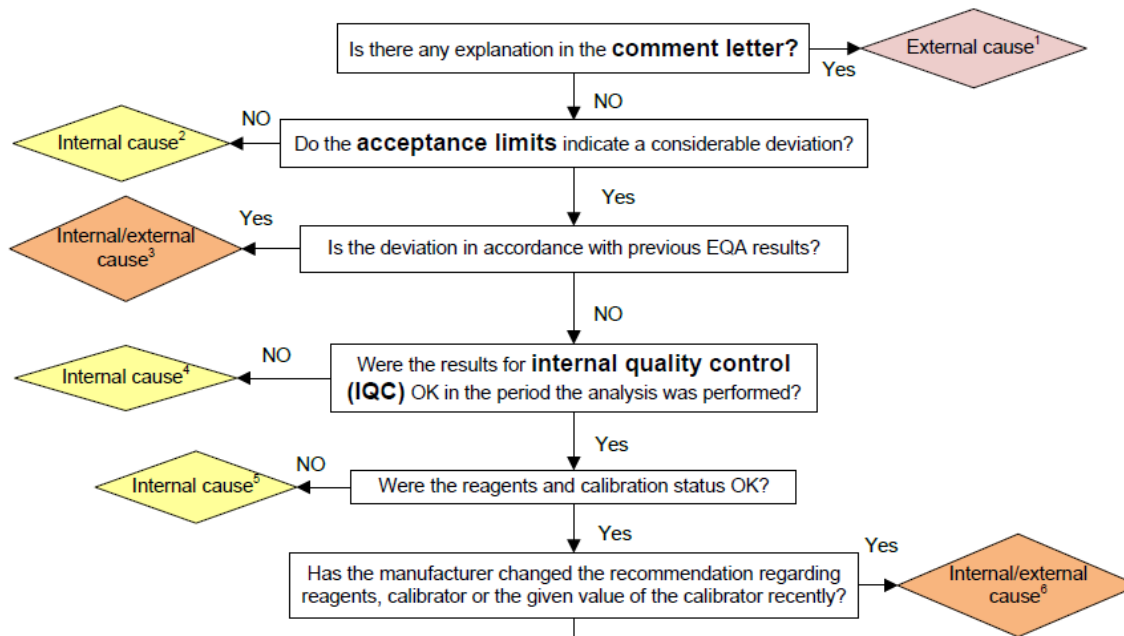 Is there any explanation in the comment letter?
Yes
External cause¹
NO
NO
Internal cause²
Do the acceptance limits indicate a considerable deviation?
Yes
Yes
Internal/external
cause³
Is the deviation in accordance with previous EQA results?
NO
NO
Internal cause⁴
Were the results for internal quality control
(IQC) OK in the period the analysis was performed?
Yes
NO
Internal cause⁵
Were the reagents and calibration status OK?
Yes
Yes
Has the manufacturer changed the recommendation regarding
reagents, calibrator or the given value of the calibrator recently?
Internal/external
cause⁶